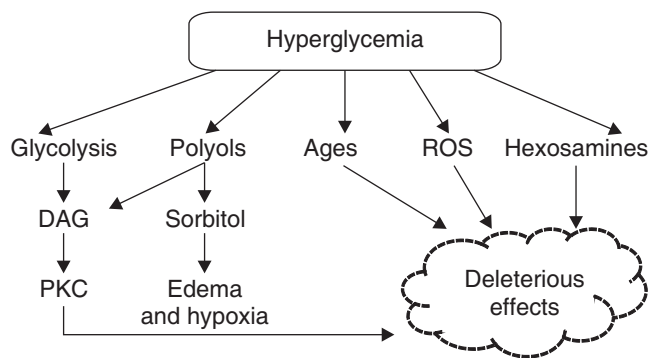 Hyperglycemia
Glycolysis
Polyols
Ages
ROS
Hexosamines
DAG
Sorbitol
PKC
Edema
and hypoxia
Deleterious
effects